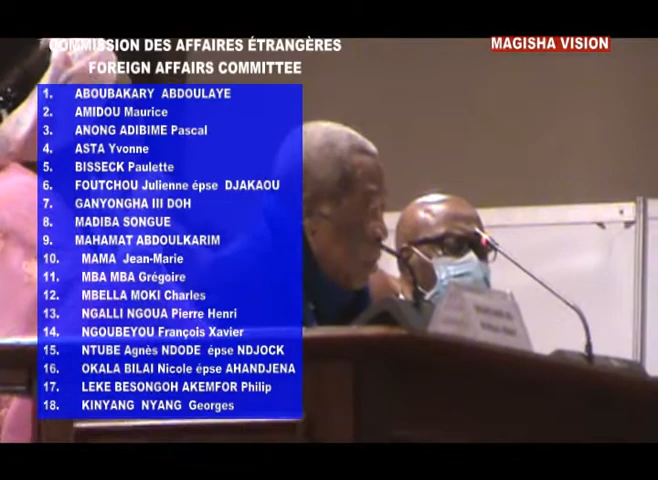 COMMISSION DES AFFAIRES ÉTRANGÈRES
MAGISHA VISION
FOREIGN AFFAIRS COMMITTEE
1. ABOUBAKARY ABDOULAYE
2. AMIDOU Maurice
3. ANONG ADIBIME Pascal
4. ASTA Yvonne
5. BISSECK Paulette
6. FOUTCHOU Julienne épse DJAKAOU
7. GANYONGHA III DOH
8. MADIBA SONGUE
9. MAHAMAT ABDOULKARIM
10. MAMA Jean-Marie
11. MBA MBA Grégoire
12. MBELLA MOKI Charles
13. NGALLI NGOUA Pierre Henri
14. NGOUBEYOU François Xavier
15. NTUBE Agnès NDODE épse NDJOCK
16. OKALA BILAI Nicole épse AHANDJENA
17. LEKE BESONGOH AKEMFOR Philip
18. KINYANG NYANG Georges